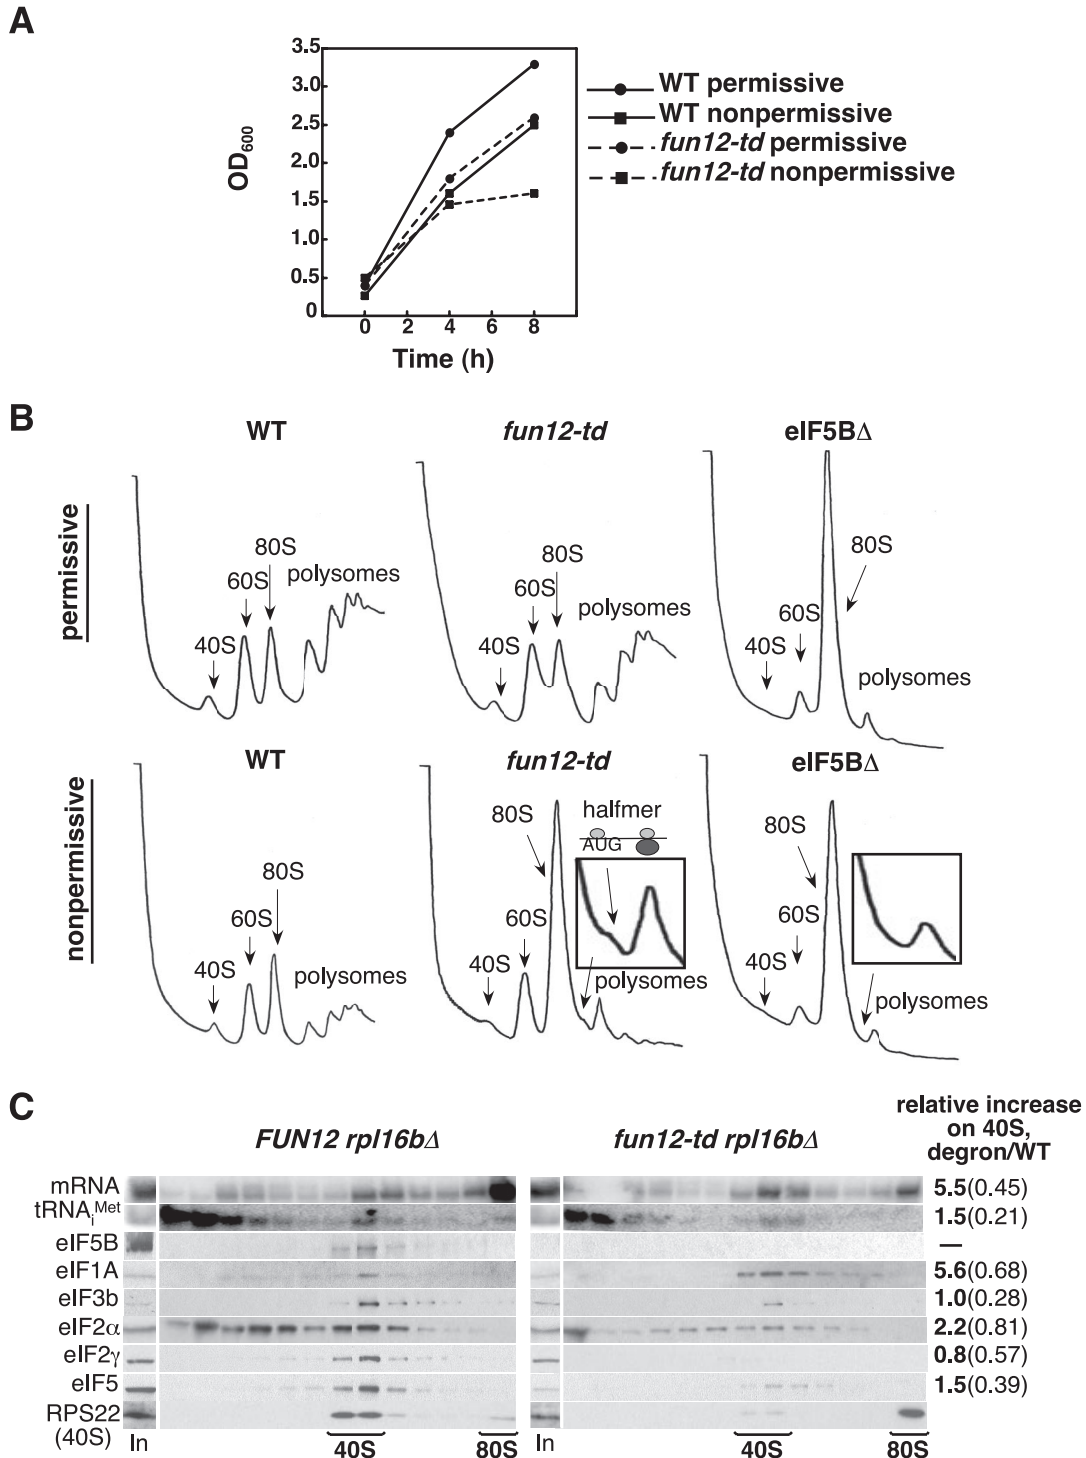 A
3.5
3.0
2.5
2.0
1.5
1.0
0.5
0
OD600
0 2 4 6 8
Time (h)
WT permissive
WT nonpermissive
fun12-td permissive
fun12-td nonpermissive
B
permissive
WT
40S
60S
80S
polysomes
fun12-td
40S
60S
80S
polysomes
eIF5BΔ
40S
60S
80S
polysomes
nonpermissive
WT
40S
60S
80S
polysomes
fun12-td
40S
60S
80S
halfmer
AUG
polysomes
eIF5BΔ
40S
60S
80S
polysomes
C
FUN12 rpl16bΔ
fun12-td rpl16bΔ
relative increase
on 40S,
degron/WT
mRNA 5.5(0.45)
tRNAiMet 1.5(0.21)
eIF5B —
eIF1A 5.6(0.68)
eIF3b 1.0(0.28)
eIF2α 2.2(0.81)
eIF2γ 0.8(0.57)
eIF5 1.5(0.39)
RPS22
(40S)
In 40S 80S In 40S 80S